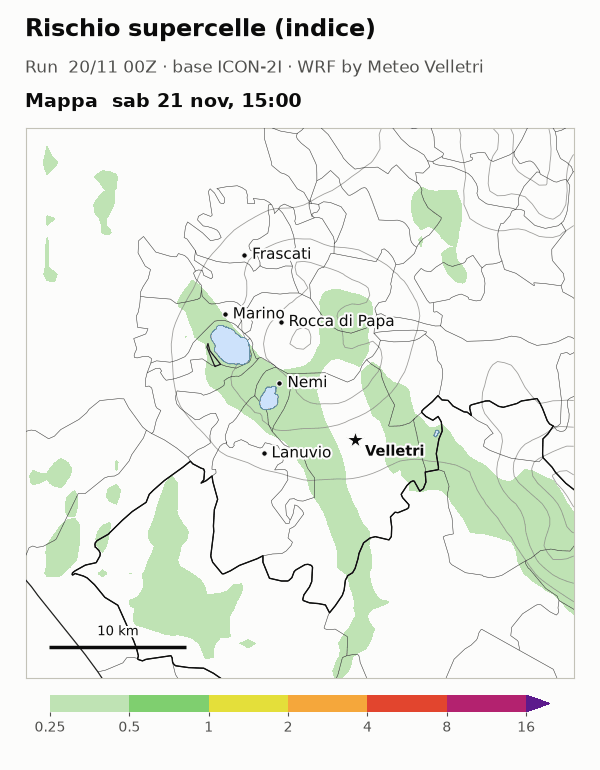 Rischio supercelle (indice)
Run  20/11 00Z · base ICON-2I · WRF by Meteo Velletri
Mappa  sab 21 nov, 15:00
Frascati
Marino
Rocca di Papa
Nemi
Velletri
Lanuvio
10 km
0.25 0.5 1 2 4 8 16